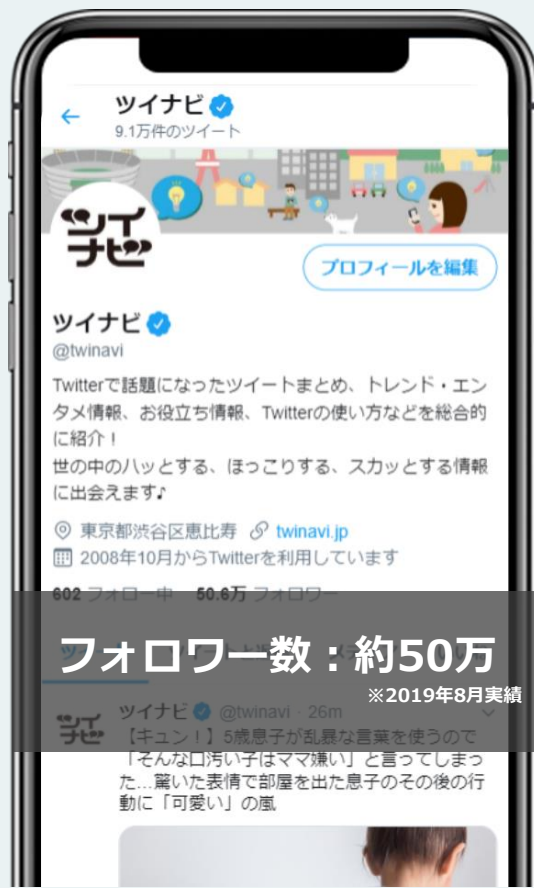 ツイナビ
9.1万件のツイート
ツイナビ
プロフィールを編集
ツイナビ
@twinavi
Twitterで話題になったツイートまとめ、トレンド・エン
タメ情報、お役立ち情報、Twitterの使い方などを総合的
に紹介！
世の中のハッとする、ほっこりする、スカッとする情報
に出会えます♪
東京都渋谷区恵比寿 twinavi.jp
2008年10月からTwitterを利用しています
602 フォロー中 50.6万 フォロワー
フォロワー数：約50万
※2019年8月実績
ツイナビ
ツイナビ @twinavi · 26m
【キュン！】5歳息子が乱暴な言葉を使うので
「そんな口汚い子はママ嫌い」と言ってしまっ
た…驚いた表情で部屋を出た息子のその後の行
動に「可愛い」の嵐